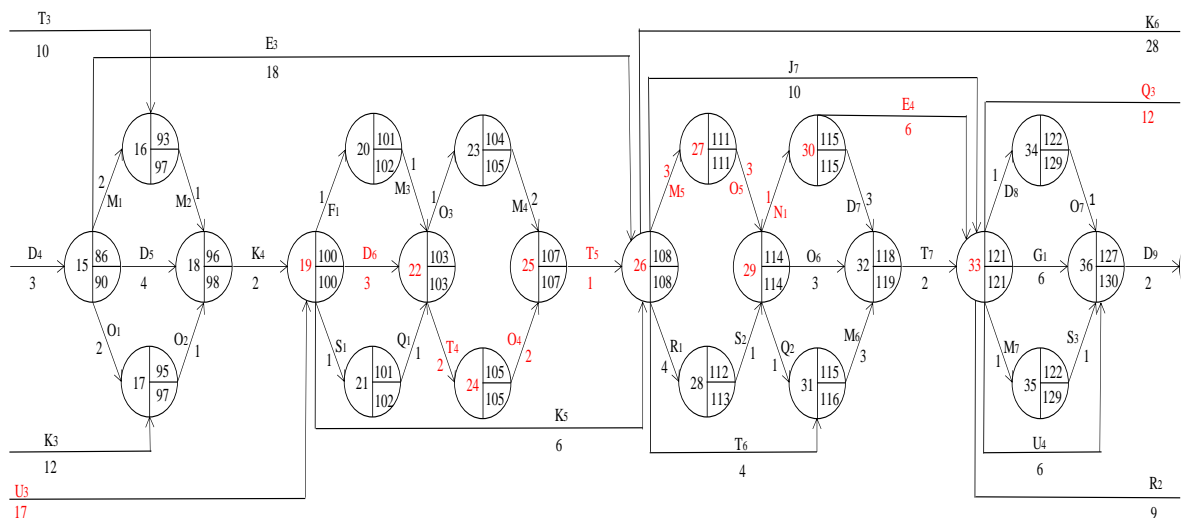 T3
10
E3
18
K6
28
J7
10
E4
6
Q3
12
16
93
97
20
101
102
23
104
105
27
111
111
30
115
115
34
122
129
2
M1
1
M2
1
F1
1
M3
1
O3
2
M4
3
M5
3
O5
1
N1
3
D7
1
D8
1
O7
D4
3
15
86
90
D5
4
18
96
98
K4
2
19
100
100
D6
3
22
103
103
25
107
107
T5
1
26
108
108
29
114
114
O6
3
32
118
119
T7
2
33
121
121
G1
6
36
127
130
D9
2
O1
2
O2
1
S1
1
Q1
1
T4
2
O4
2
R1
4
S2
1
Q2
1
M6
3
M7
1
S3
1
17
95
97
21
101
102
24
105
105
28
112
113
31
115
116
35
122
129
K3
12
K5
6
T6
4
U4
6
U3
17
R2
9